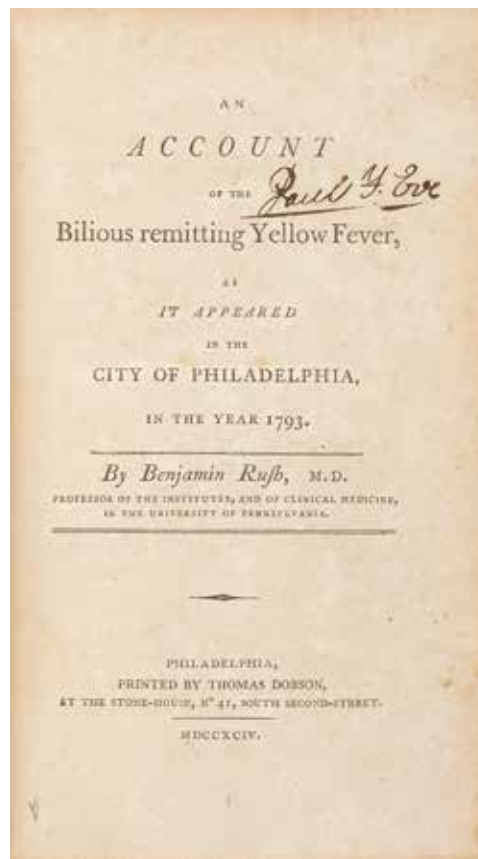 AN
ACCOUNT
OF THE
Paul F. Eve
Bilious remitting Yellow Fever,
AS
IT APPEARED
IN THE
CITY OF PHILADELPHIA,
IN THE YEAR 1793.
By Benjamin Ruſh, M.D.
PROFESSOR OF THE INSTITUTES, AND OF CLINICAL MEDICINE,
IN THE UNIVERSITY OF PENNSYLVANIA.
PHILADELPHIA,
PRINTED BY THOMAS DOBSON,
AT THE STONE-HOUSE, Nº 41, SOUTH SECOND-STREET.
MDCCXCIV.